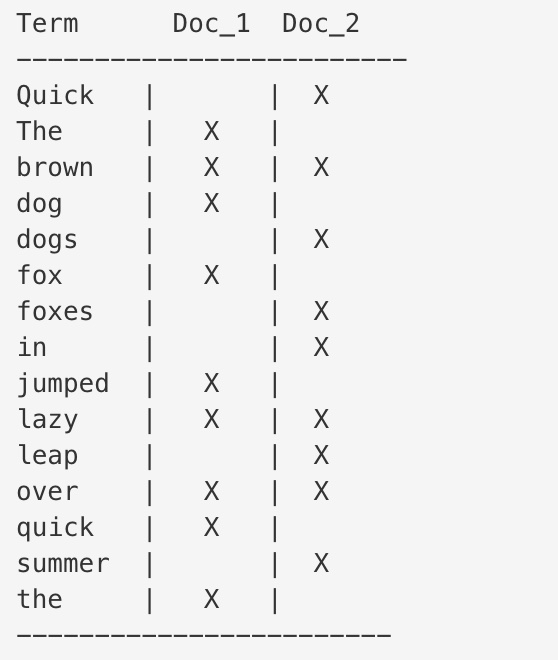 Term      Doc_1  Doc_2
-------------------------
Quick   |       |  X
The     |   X   |
brown   |   X   |  X
dog     |   X   |
dogs    |       |  X
fox     |   X   |
foxes   |       |  X
in      |       |  X
jumped  |   X   |
lazy    |   X   |  X
leap    |       |  X
over    |   X   |  X
quick   |   X   |
summer  |       |  X
the     |   X   |
------------------------